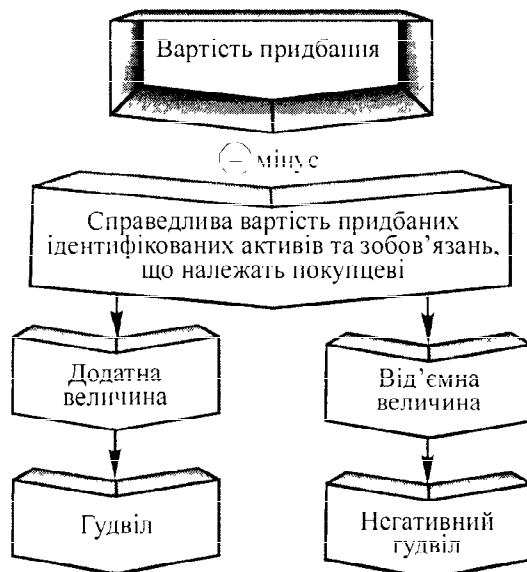 Вартість придбання
− мінус
Справедлива вартість придбаних
ідентифікованих активів та зобов’язань,
що належать покупцеві
Додатна
величина
Від’ємна
величина
Гудвіл
Негативний
гудвіл